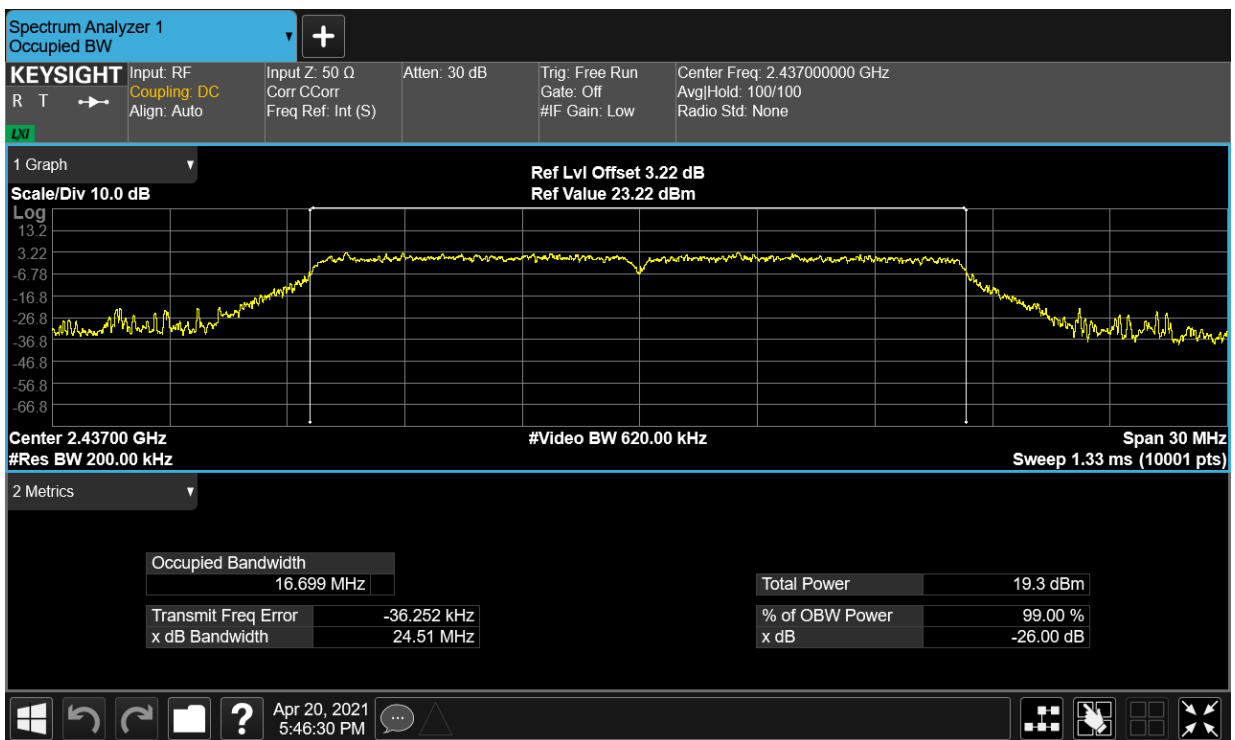 Spectrum Analyzer 1
Occupied BW
KEYSIGHT
R T
LXI
Input: RF
Coupling: DC
Align: Auto
Input Z: 50 Ω
Corr CCorr
Freq Ref: Int (S)
Atten: 30 dB
Trig: Free Run
Gate: Off
#IF Gain: Low
Center Freq: 2.437000000 GHz
Avg|Hold: 100/100
Radio Std: None
1 Graph
Scale/Div 10.0 dB
Ref Lvl Offset 3.22 dB
Ref Value 23.22 dBm
Log
13.2
3.22
-6.78
-16.8
-26.8
-36.8
-46.8
-56.8
-66.8
Center 2.43700 GHz
#Res BW 200.00 kHz
#Video BW 620.00 kHz
Span 30 MHz
Sweep 1.33 ms (10001 pts)
2 Metrics
Occupied Bandwidth
16.699 MHz
Transmit Freq Error -36.252 kHz
x dB Bandwidth 24.51 MHz
Total Power 19.3 dBm
% of OBW Power 99.00 %
x dB -26.00 dB
?
Apr 20, 2021
5:46:30 PM